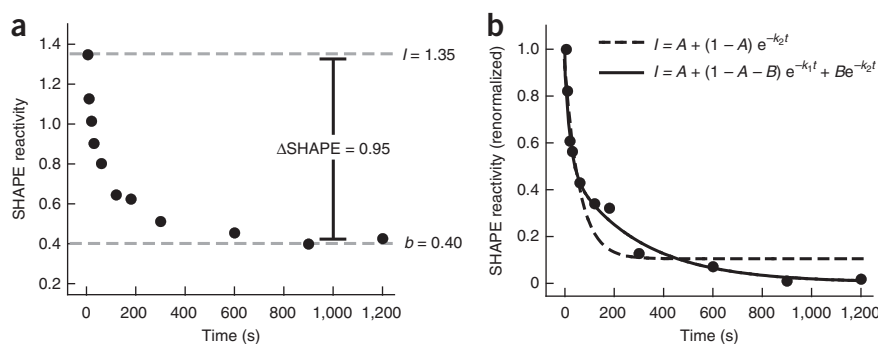 a
SHAPE reactivity
1.4
1.2
1.0
0.8
0.6
0.4
0.2
I = 1.35
ΔSHAPE = 0.95
b = 0.40
0
200
400
600
800
1,000
1,200
Time (s)
b
SHAPE reactivity (renormalized)
1.0
0.8
0.6
0.4
0.2
0
I = A + (1 – A) e^–k₂t
I = A + (1 – A – B) e^–k₁t + Be^–k₂t
0
200
400
600
800
1,000
1,200
Time (s)